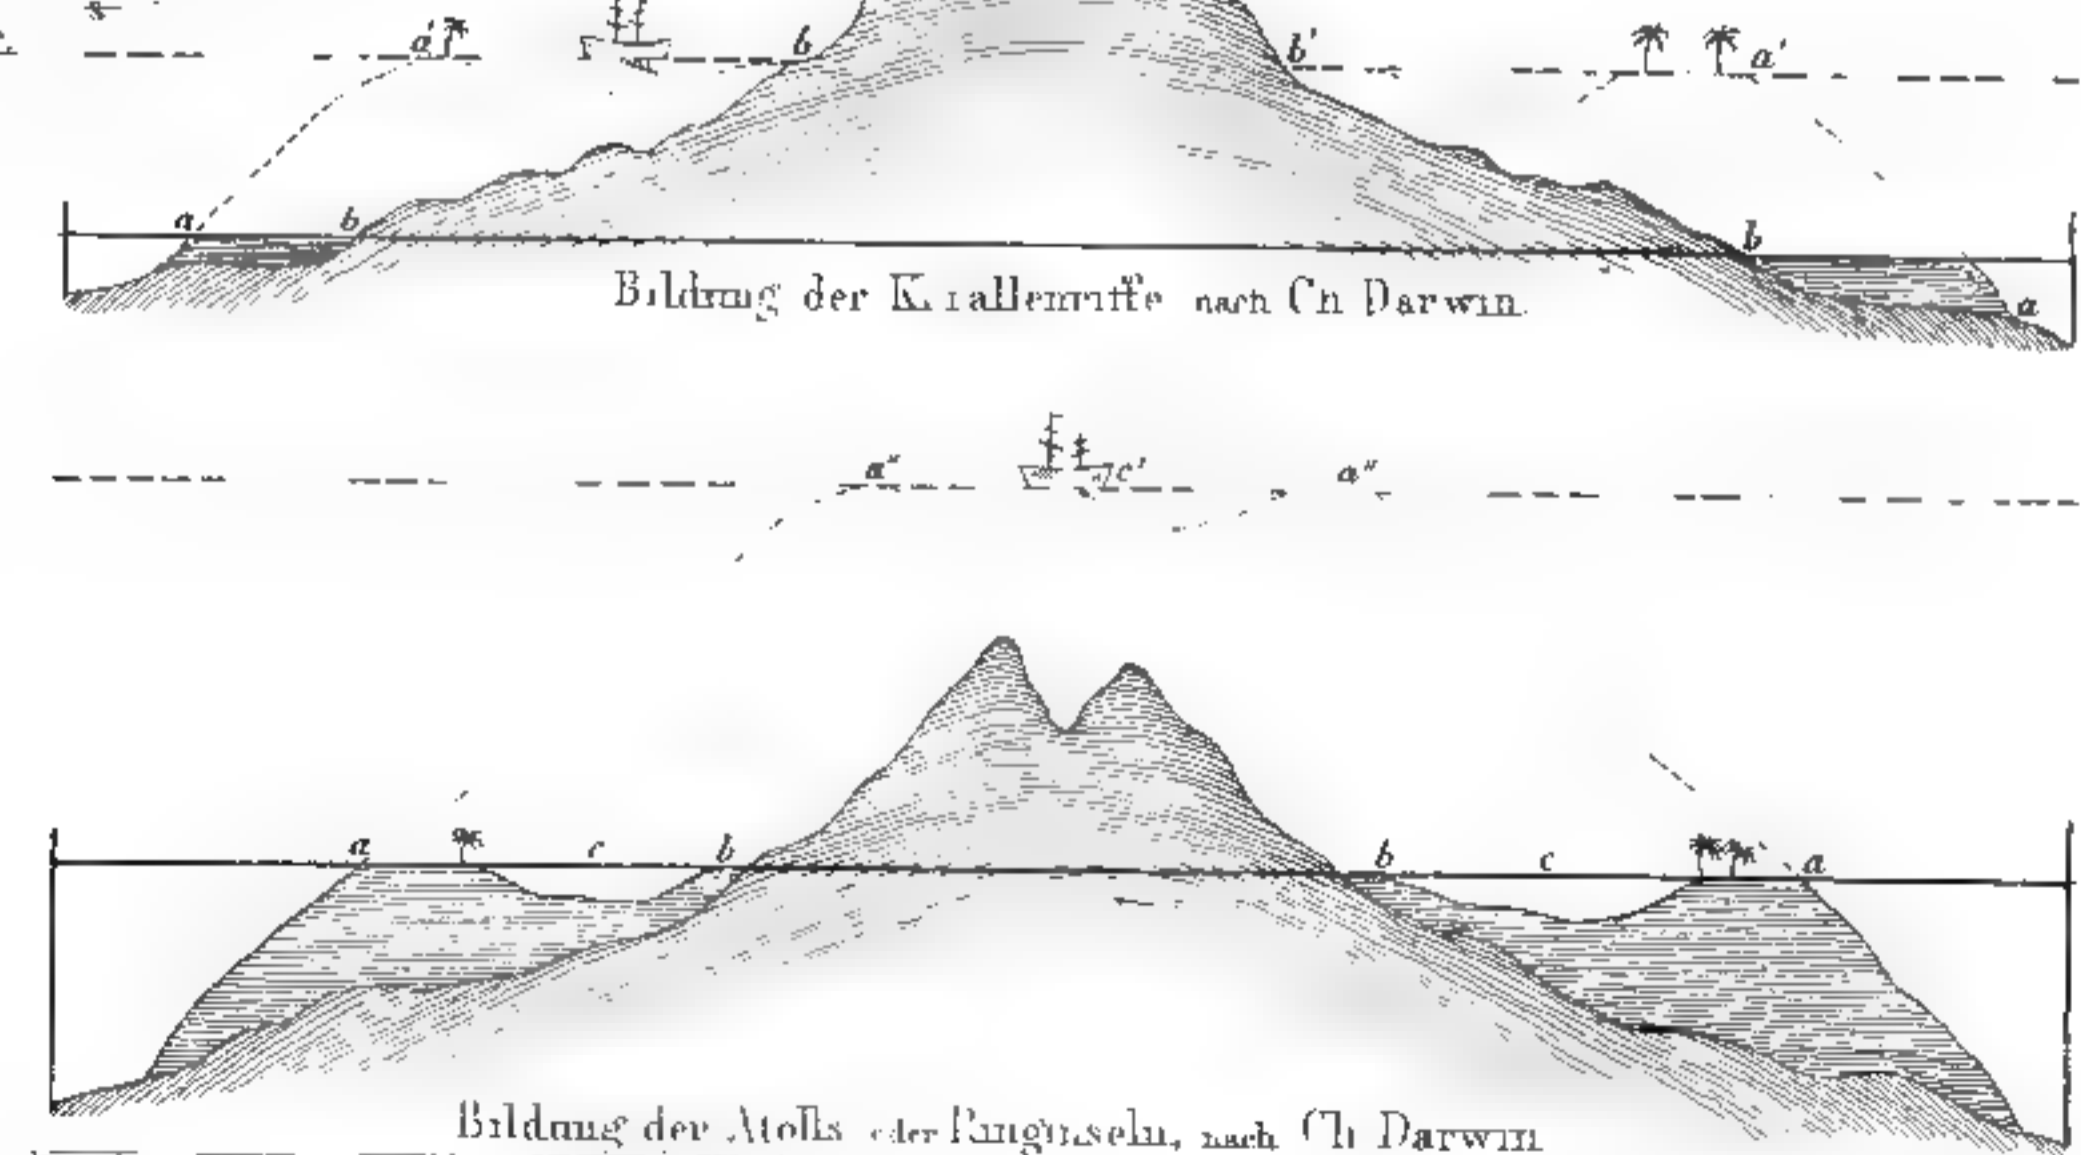 a' b b' a'
a b b
Bildung der Korallenriffe nach Ch Darwin.
a
a" c' a"
a c b b c a
Bildung der Atolls oder Ringinseln, nach Ch Darwin